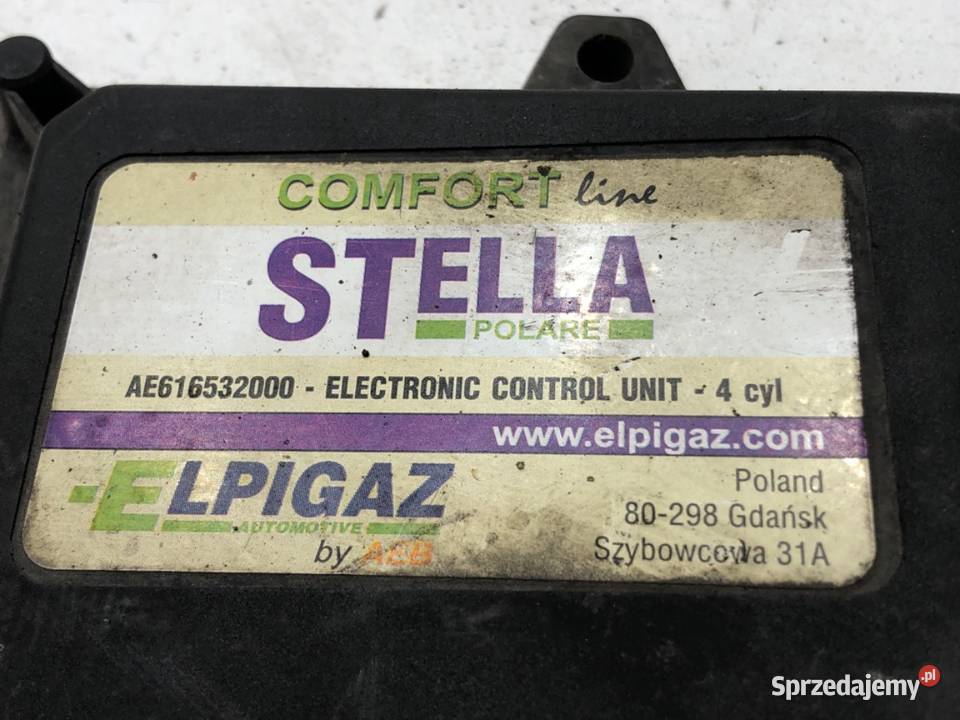 COMFORT line
STELLA
POLARE
AE616532000 - ELECTRONIC CONTROL UNIT - 4 cyl
www.elpigaz.com
ELPIGAZ
AUTOMOTIVE
by AEB
Poland
80-298 Gdańsk
Szybowcowa 31A
Sprzedajemy.pl